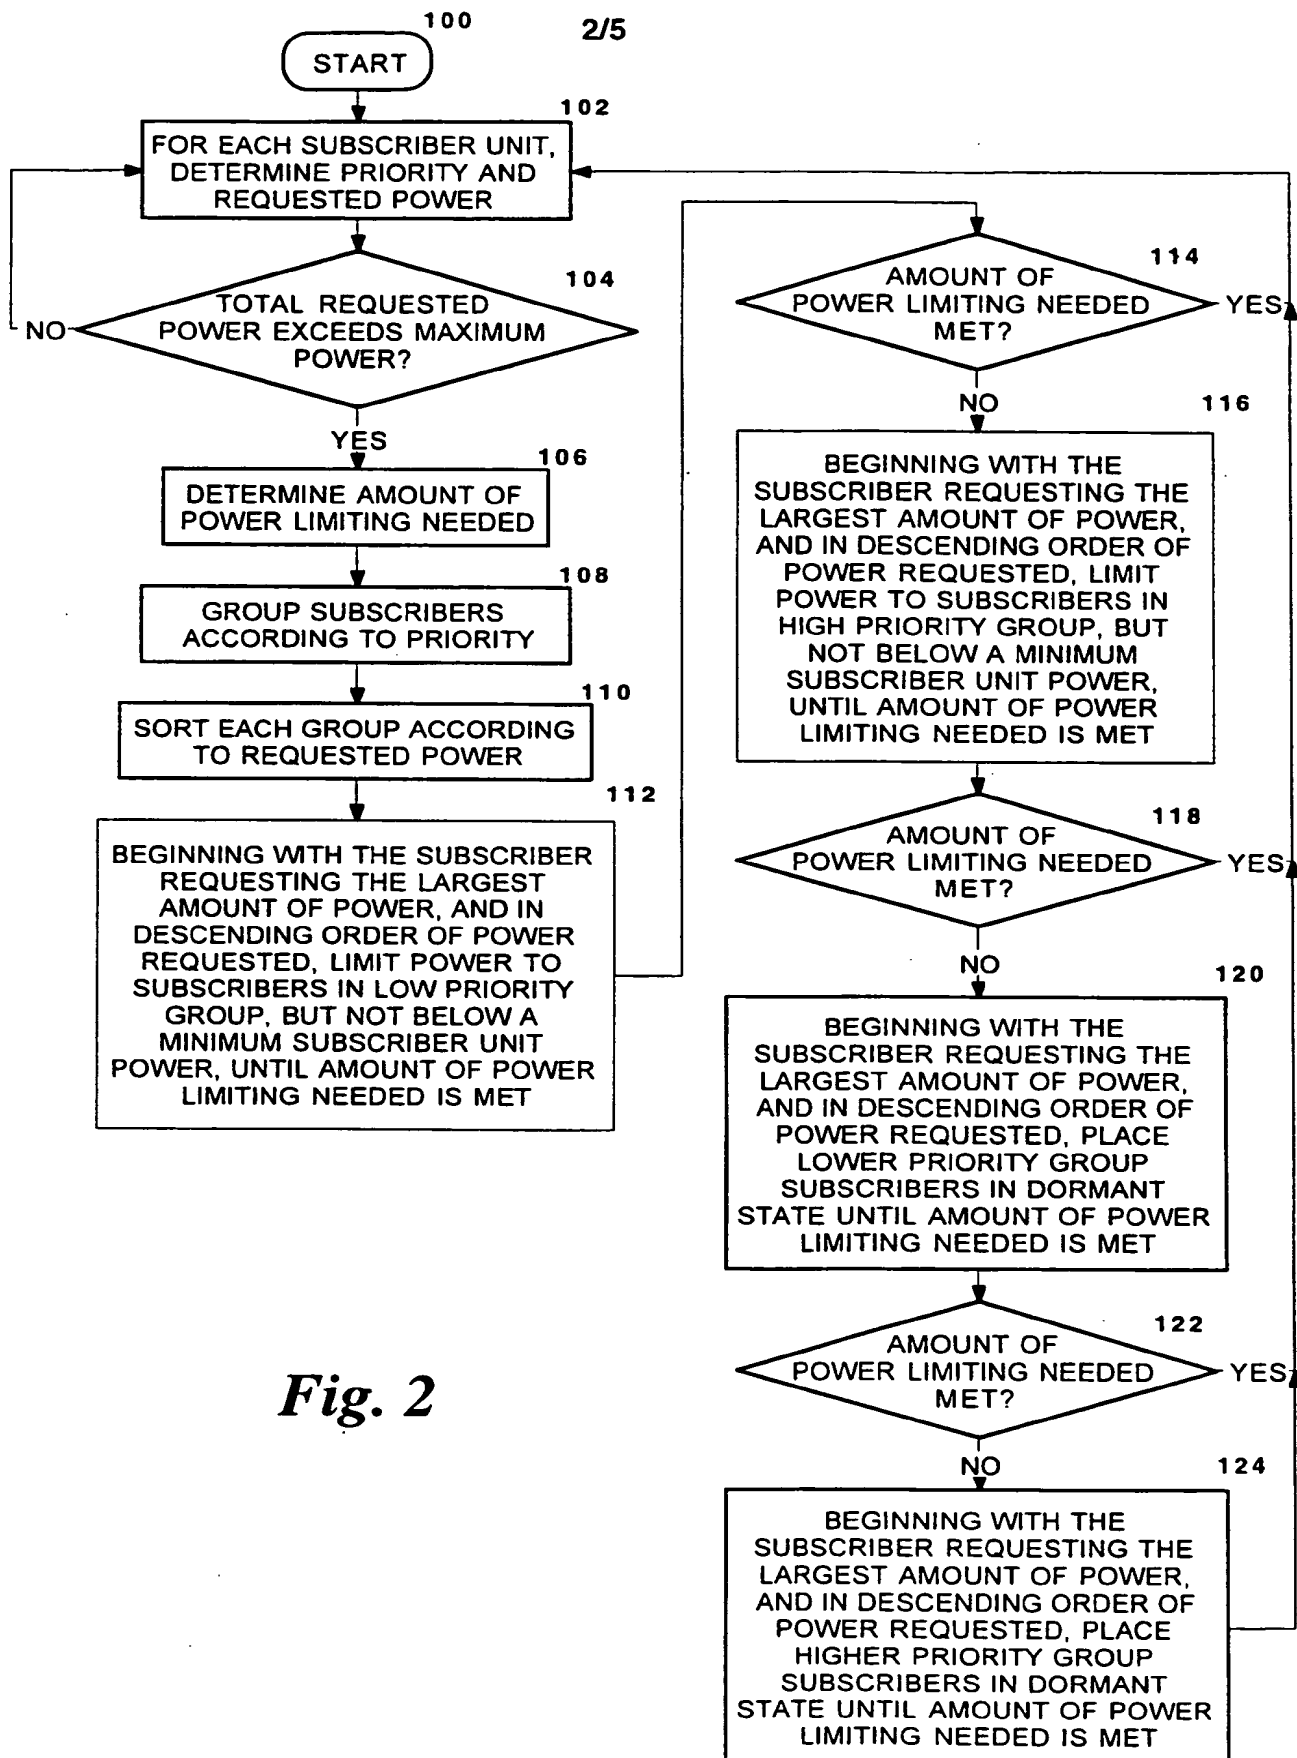 100
2/5
START
102
FOR EACH SUBSCRIBER UNIT,
DETERMINE PRIORITY AND
REQUESTED POWER
104
TOTAL REQUESTED
POWER EXCEEDS MAXIMUM
POWER?
NO
YES
106
DETERMINE AMOUNT OF
POWER LIMITING NEEDED
108
GROUP SUBSCRIBERS
ACCORDING TO PRIORITY
110
SORT EACH GROUP ACCORDING
TO REQUESTED POWER
112
BEGINNING WITH THE SUBSCRIBER
REQUESTING THE LARGEST
AMOUNT OF POWER, AND IN
DESCENDING ORDER OF POWER
REQUESTED, LIMIT POWER TO
SUBSCRIBERS IN LOW PRIORITY
GROUP, BUT NOT BELOW A
MINIMUM SUBSCRIBER UNIT
POWER, UNTIL AMOUNT OF POWER
LIMITING NEEDED IS MET
114
AMOUNT OF
POWER LIMITING NEEDED
MET?
YES
NO
116
BEGINNING WITH THE
SUBSCRIBER REQUESTING THE
LARGEST AMOUNT OF POWER,
AND IN DESCENDING ORDER OF
POWER REQUESTED, LIMIT
POWER TO SUBSCRIBERS IN
HIGH PRIORITY GROUP, BUT
NOT BELOW A MINIMUM
SUBSCRIBER UNIT POWER,
UNTIL AMOUNT OF POWER
LIMITING NEEDED IS MET
118
AMOUNT OF
POWER LIMITING NEEDED
MET?
YES
NO
120
BEGINNING WITH THE
SUBSCRIBER REQUESTING THE
LARGEST AMOUNT OF POWER,
AND IN DESCENDING ORDER OF
POWER REQUESTED, PLACE
LOWER PRIORITY GROUP
SUBSCRIBERS IN DORMANT
STATE UNTIL AMOUNT OF POWER
LIMITING NEEDED IS MET
122
AMOUNT OF
POWER LIMITING NEEDED
MET?
YES
NO
124
BEGINNING WITH THE
SUBSCRIBER REQUESTING THE
LARGEST AMOUNT OF POWER,
AND IN DESCENDING ORDER OF
POWER REQUESTED, PLACE
HIGHER PRIORITY GROUP
SUBSCRIBERS IN DORMANT
STATE UNTIL AMOUNT OF POWER
LIMITING NEEDED IS MET
Fig. 2